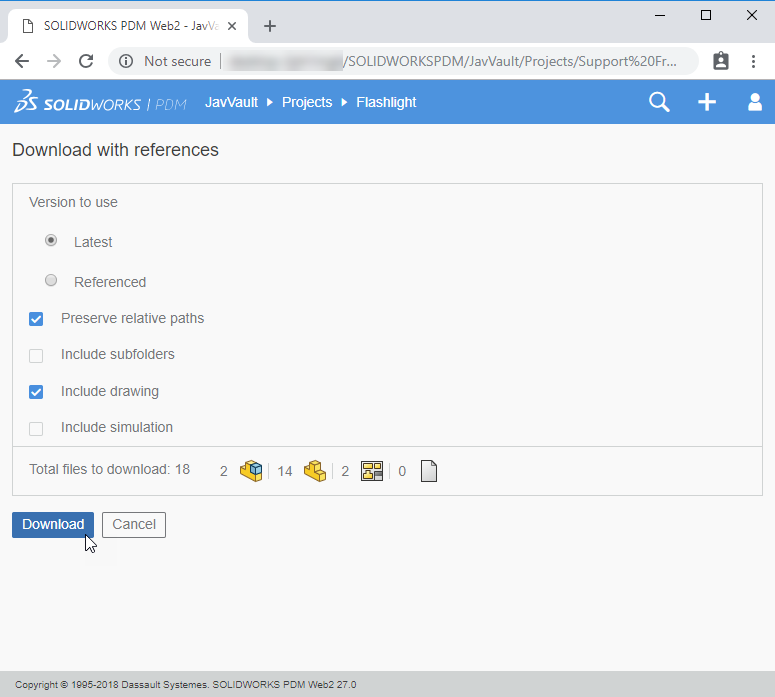 SOLIDWORKS PDM Web2 - JavVa
Not secure | /SOLIDWORKSPDM/JavVault/Projects/Support%20Fr...
SOLIDWORKS | PDM JavVault Projects Flashlight
Download with references
Version to use
Latest
Referenced
Preserve relative paths
Include subfolders
Include drawing
Include simulation
Total files to download: 18 2 14 2 0
Download Cancel
Copyright © 1995-2018 Dassault Systemes. SOLIDWORKS PDM Web2 27.0